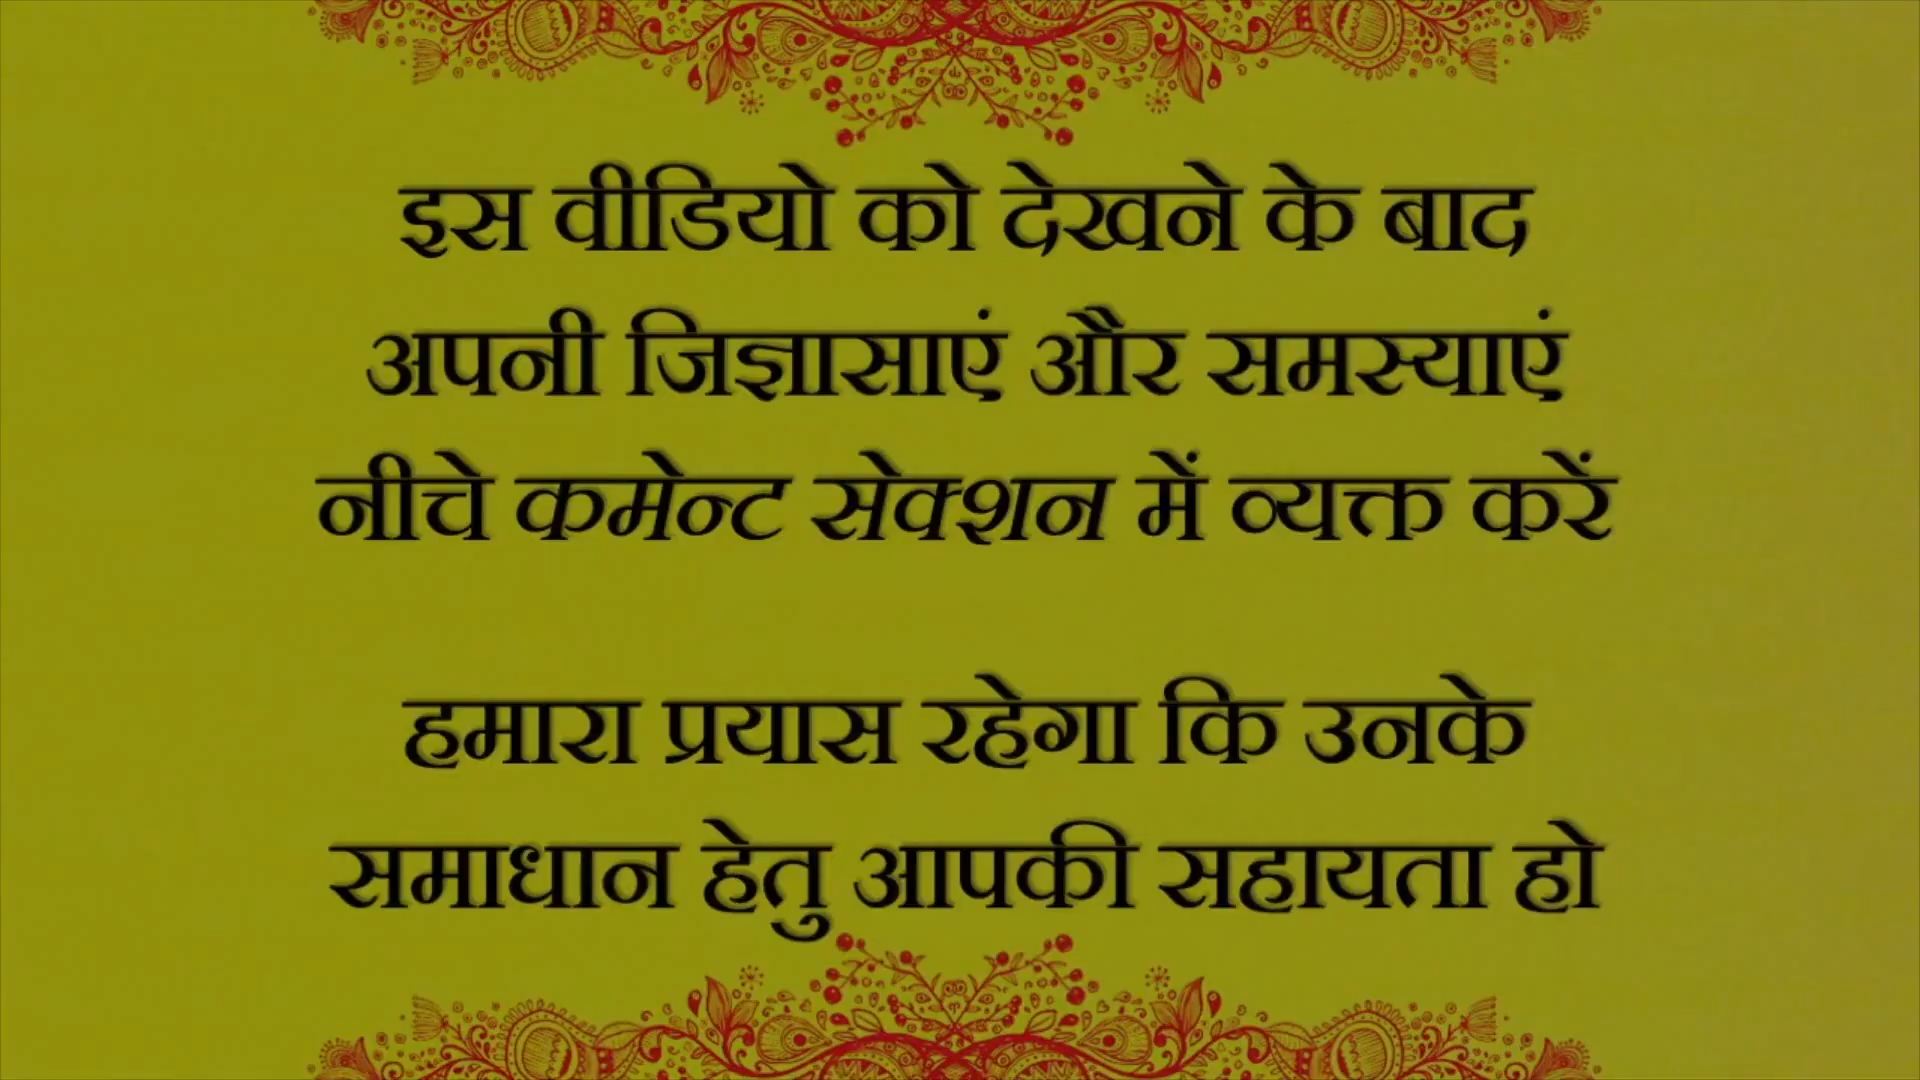 इस वीडियो को देखने के बाद
अपनी जिज्ञासाएं और समस्याएं
नीचे कमेन्ट सेक्शन में व्यक्त करें
हमारा प्रयास रहेगा कि उनके
समाधान हेतु आपकी सहायता हो